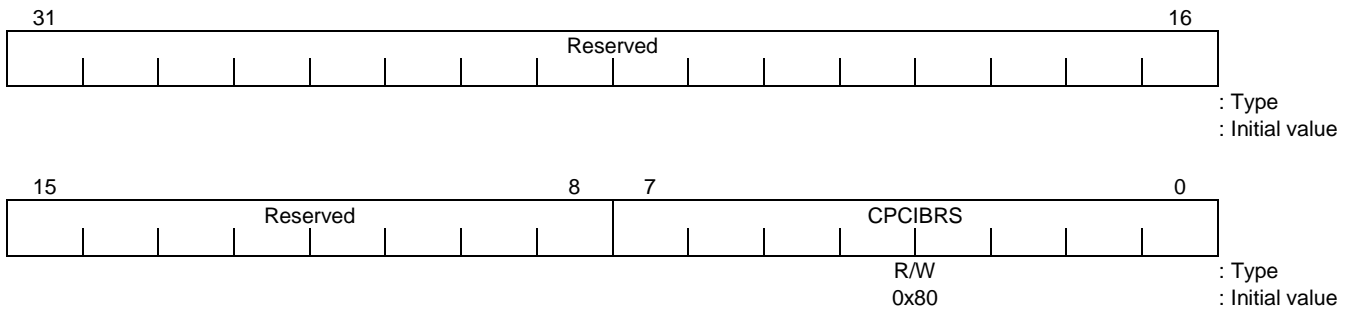 31 16
Reserved
: Type
: Initial value
15 8 7 0
Reserved CPCIBRS
R/W : Type
0x80 : Initial value